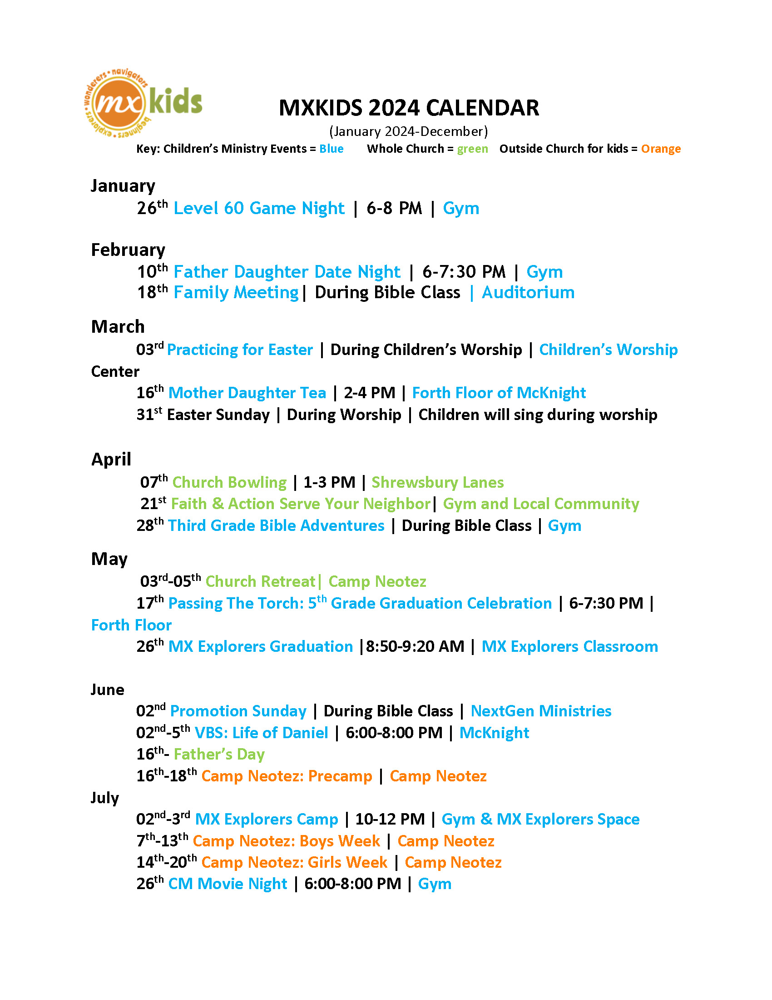 wonderers • navigators
mx kids
beginners • explorers •
MXKIDS 2024 CALENDAR
(January 2024-December)
Key: Children’s Ministry Events = Blue Whole Church = green Outside Church for kids = Orange
January
26th Level 60 Game Night | 6-8 PM | Gym
February
10th Father Daughter Date Night | 6-7:30 PM | Gym
18th Family Meeting| During Bible Class | Auditorium
March
03rd Practicing for Easter | During Children’s Worship | Children’s Worship
Center
16th Mother Daughter Tea | 2-4 PM | Forth Floor of McKnight
31st Easter Sunday | During Worship | Children will sing during worship
April
07th Church Bowling | 1-3 PM | Shrewsbury Lanes
21st Faith & Action Serve Your Neighbor| Gym and Local Community
28th Third Grade Bible Adventures | During Bible Class | Gym
May
03rd-05th Church Retreat| Camp Neotez
17th Passing The Torch: 5th Grade Graduation Celebration | 6-7:30 PM |
Forth Floor
26th MX Explorers Graduation |8:50-9:20 AM | MX Explorers Classroom
June
02nd Promotion Sunday | During Bible Class | NextGen Ministries
02nd-5th VBS: Life of Daniel | 6:00-8:00 PM | McKnight
16th- Father’s Day
16th-18th Camp Neotez: Precamp | Camp Neotez
July
02nd-3rd MX Explorers Camp | 10-12 PM | Gym & MX Explorers Space
7th-13th Camp Neotez: Boys Week | Camp Neotez
14th-20th Camp Neotez: Girls Week | Camp Neotez
26th CM Movie Night | 6:00-8:00 PM | Gym